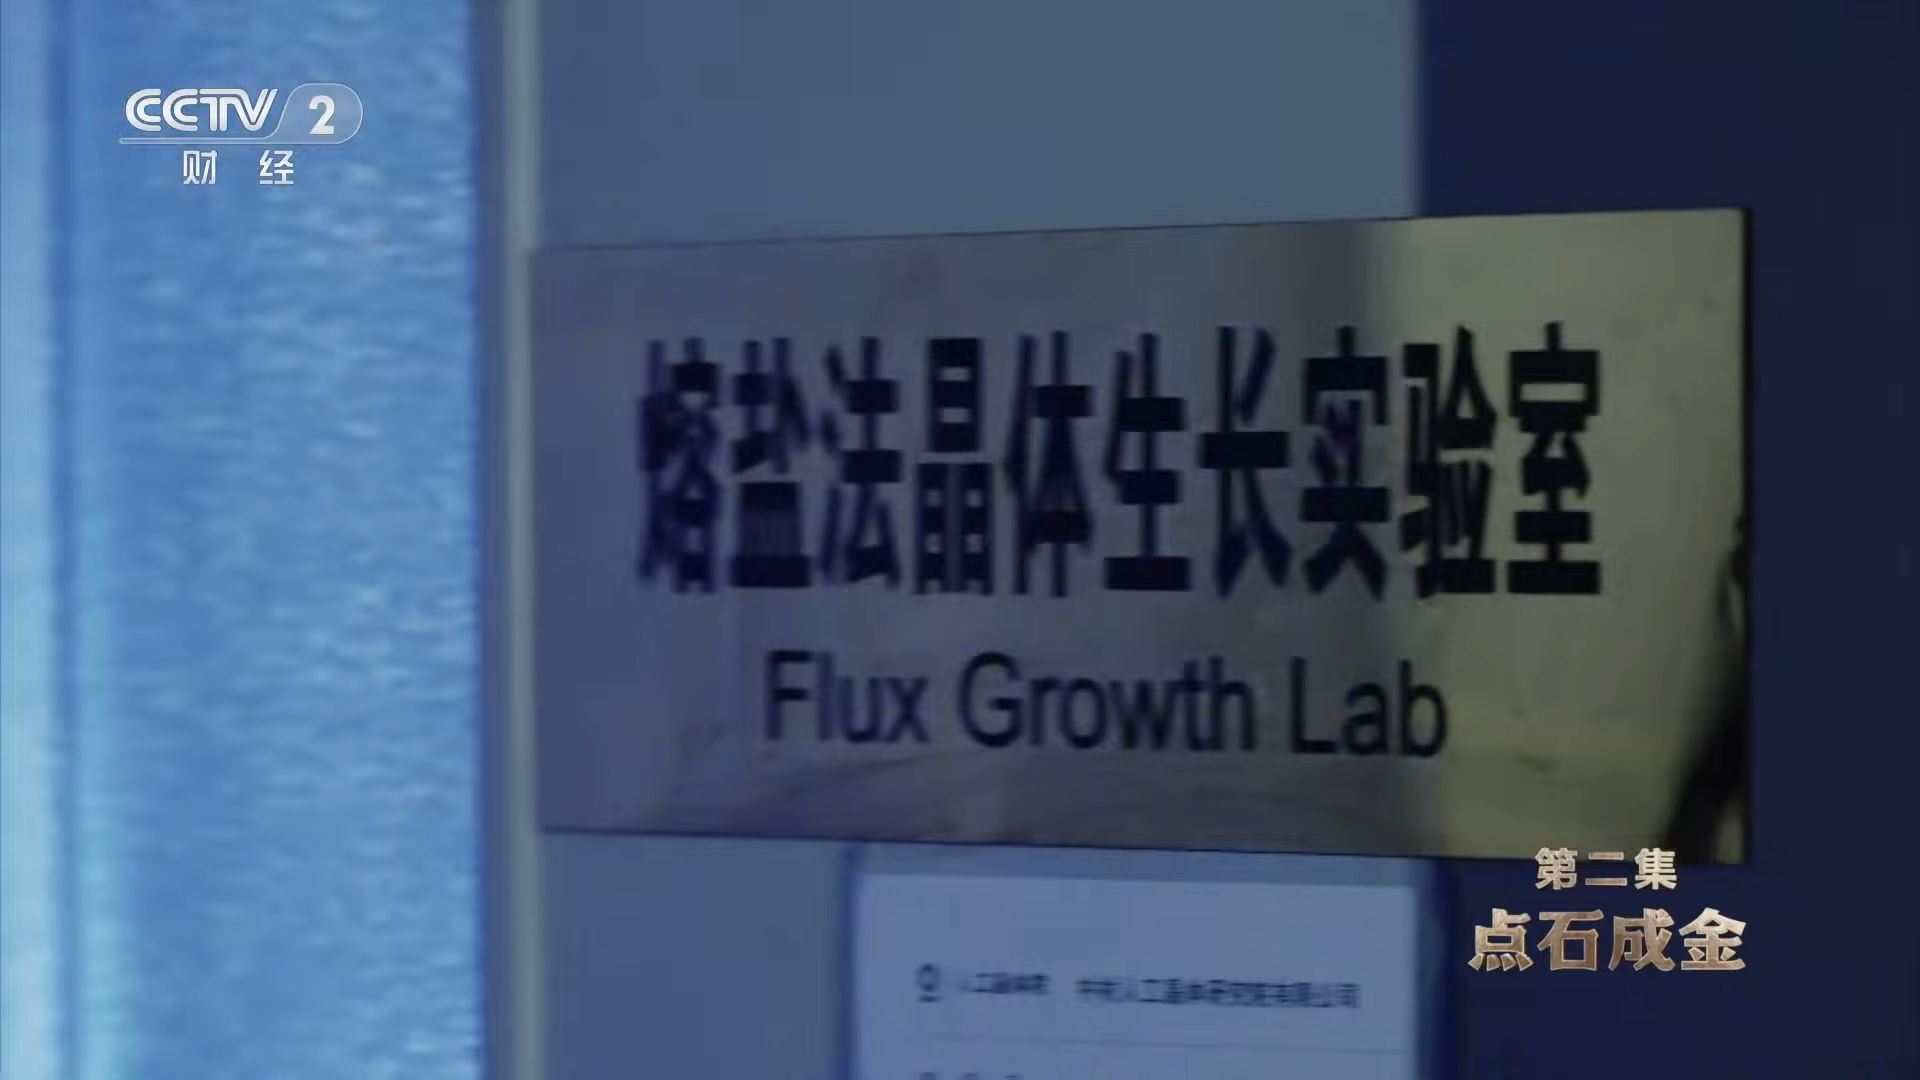 CCTV 2
财 经
熔盐法晶体生长实验室
Flux Growth Lab
第二集
点石成金